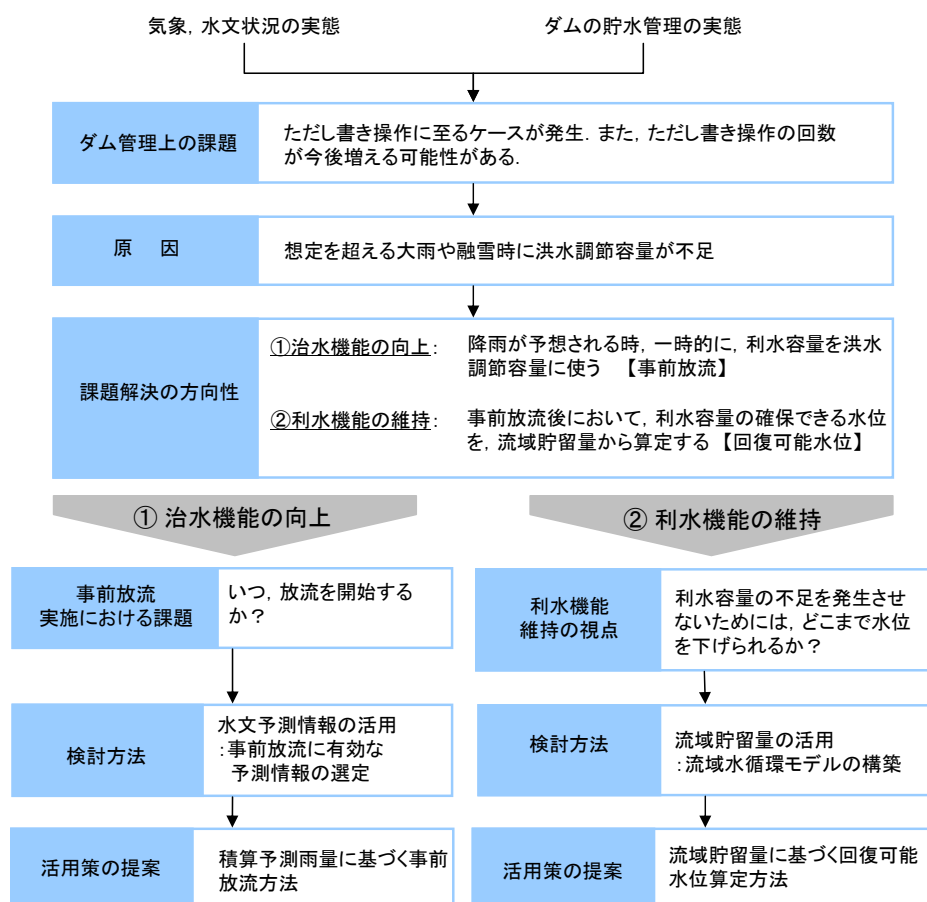 気象，水文状況の実態
ダムの貯水管理の実態
ダム管理上の課題
ただし書き操作に至るケースが発生．また，ただし書き操作の回数
が今後増える可能性がある．
原　因
想定を超える大雨や融雪時に洪水調節容量が不足
課題解決の方向性
①治水機能の向上：
降雨が予想される時，一時的に，利水容量を洪水
調節容量に使う　【事前放流】
②利水機能の維持：
事前放流後において，利水容量の確保できる水位
を，流域貯留量から算定する 【回復可能水位】
① 治水機能の向上
事前放流
実施における課題
いつ，放流を開始する
か？
検討方法
水文予測情報の活用
：事前放流に有効な
予測情報の選定
活用策の提案
積算予測雨量に基づく事前
放流方法
② 利水機能の維持
利水機能
維持の視点
利水容量の不足を発生させ
ないためには，どこまで水位
を下げられるか？
検討方法
流域貯留量の活用
：流域水循環モデルの構築
活用策の提案
流域貯留量に基づく回復可能
水位算定方法